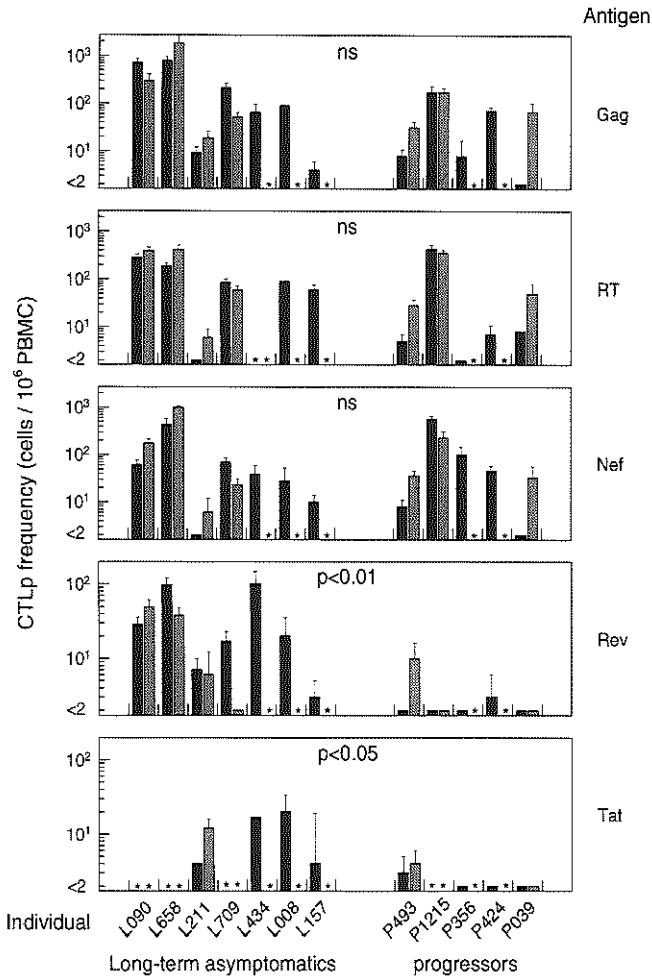 Antigen
ns
10³
10²
10¹
<2
Gag
ns
10³
10²
10¹
<2
RT
ns
10³
10²
10¹
<2
Nef
p<0.01
10²
10¹
<2
Rev
p<0.05
10²
10¹
<2
Tat
CTLp frequency (cells / 10⁶ PBMC)
* * * * *
* * * * * *
* * * * *
* * * * *
* * * * * * * * * * * * *
Individual L090 L658 L211 L709 L434 L008 L157 P493 P1215 P356 P424 P039
Long-term asymptomatics progressors